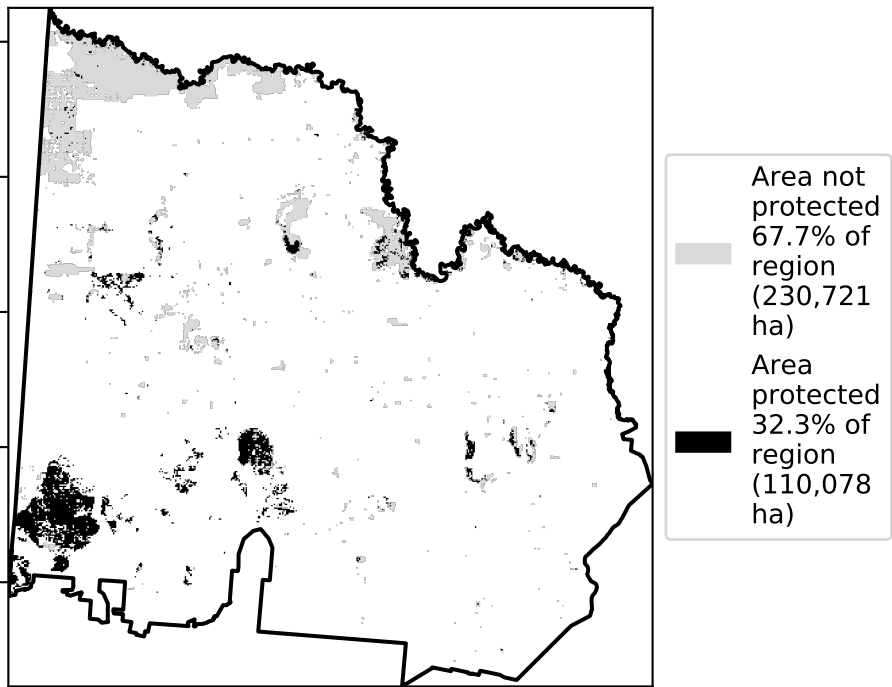 Area not
protected
67.7% of
region
(230,721
ha)
Area
protected
32.3% of
region
(110,078
ha)